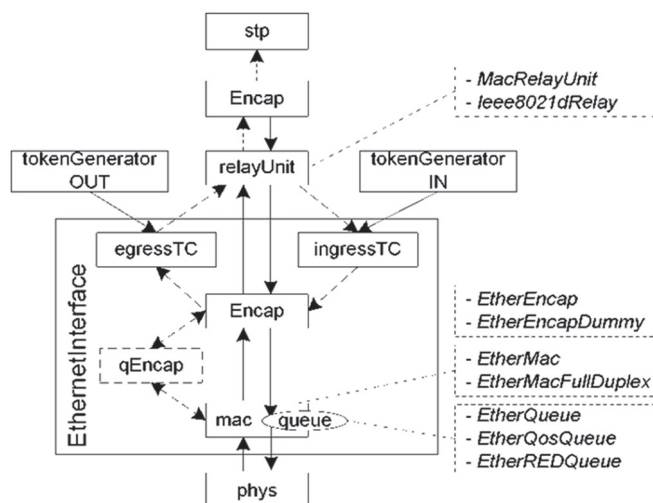 stp
Encap
- MacRelayUnit
- Ieee8021dRelay
tokenGenerator
OUT
relayUnit
tokenGenerator
IN
EthernetInterface
egressTC
ingressTC
Encap
- EtherEncap
- EtherEncapDummy
qEncap
- EtherMac
- EtherMacFullDuplex
mac
queue
- EtherQueue
- EtherQosQueue
- EtherREDQueue
phys